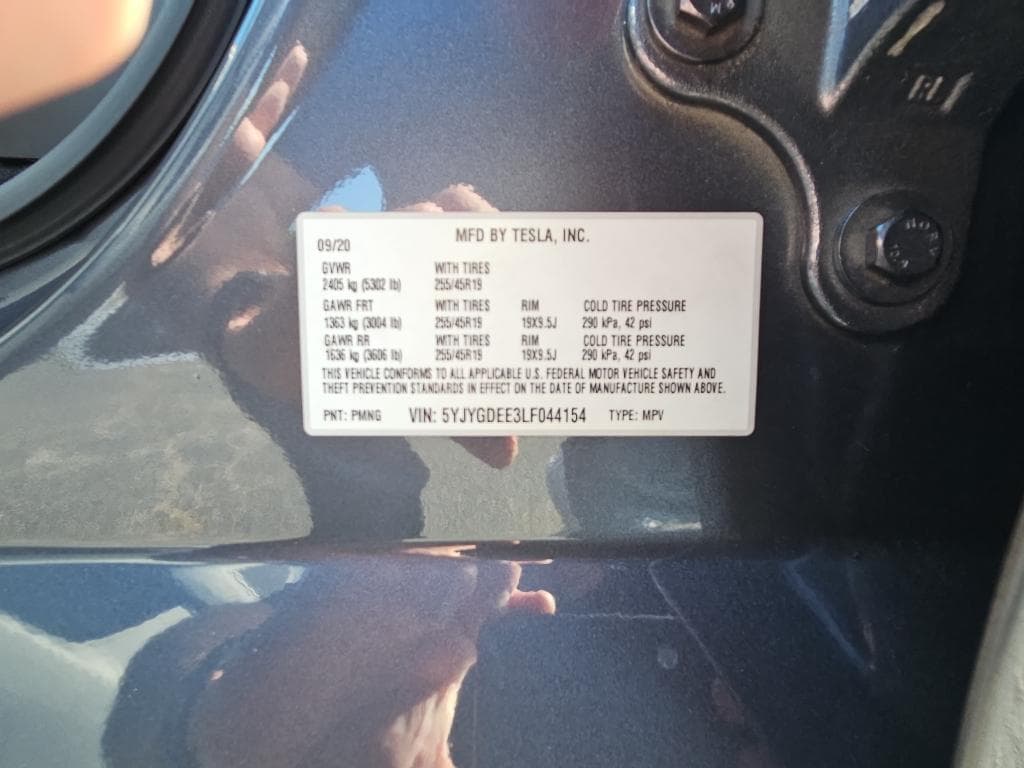 MFD BY TESLA, INC.
09/20
GVWR WITH TIRES
2405 kg (5302 lb) 255/45R19
GAWR FRT WITH TIRES RIM COLD TIRE PRESSURE
1363 kg (3004 lb) 255/45R19 19X9.5J 290 kPa, 42 psi
GAWR RR WITH TIRES RIM COLD TIRE PRESSURE
1636 kg (3606 lb) 255/45R19 19X9.5J 290 kPa, 42 psi
THIS VEHICLE CONFORMS TO ALL APPLICABLE U.S. FEDERAL MOTOR VEHICLE SAFETY AND
THEFT PREVENTION STANDARDS IN EFFECT ON THE DATE OF MANUFACTURE SHOWN ABOVE.
PNT: PMNG VIN: 5YJYGDEE3LF044154 TYPE: MPV